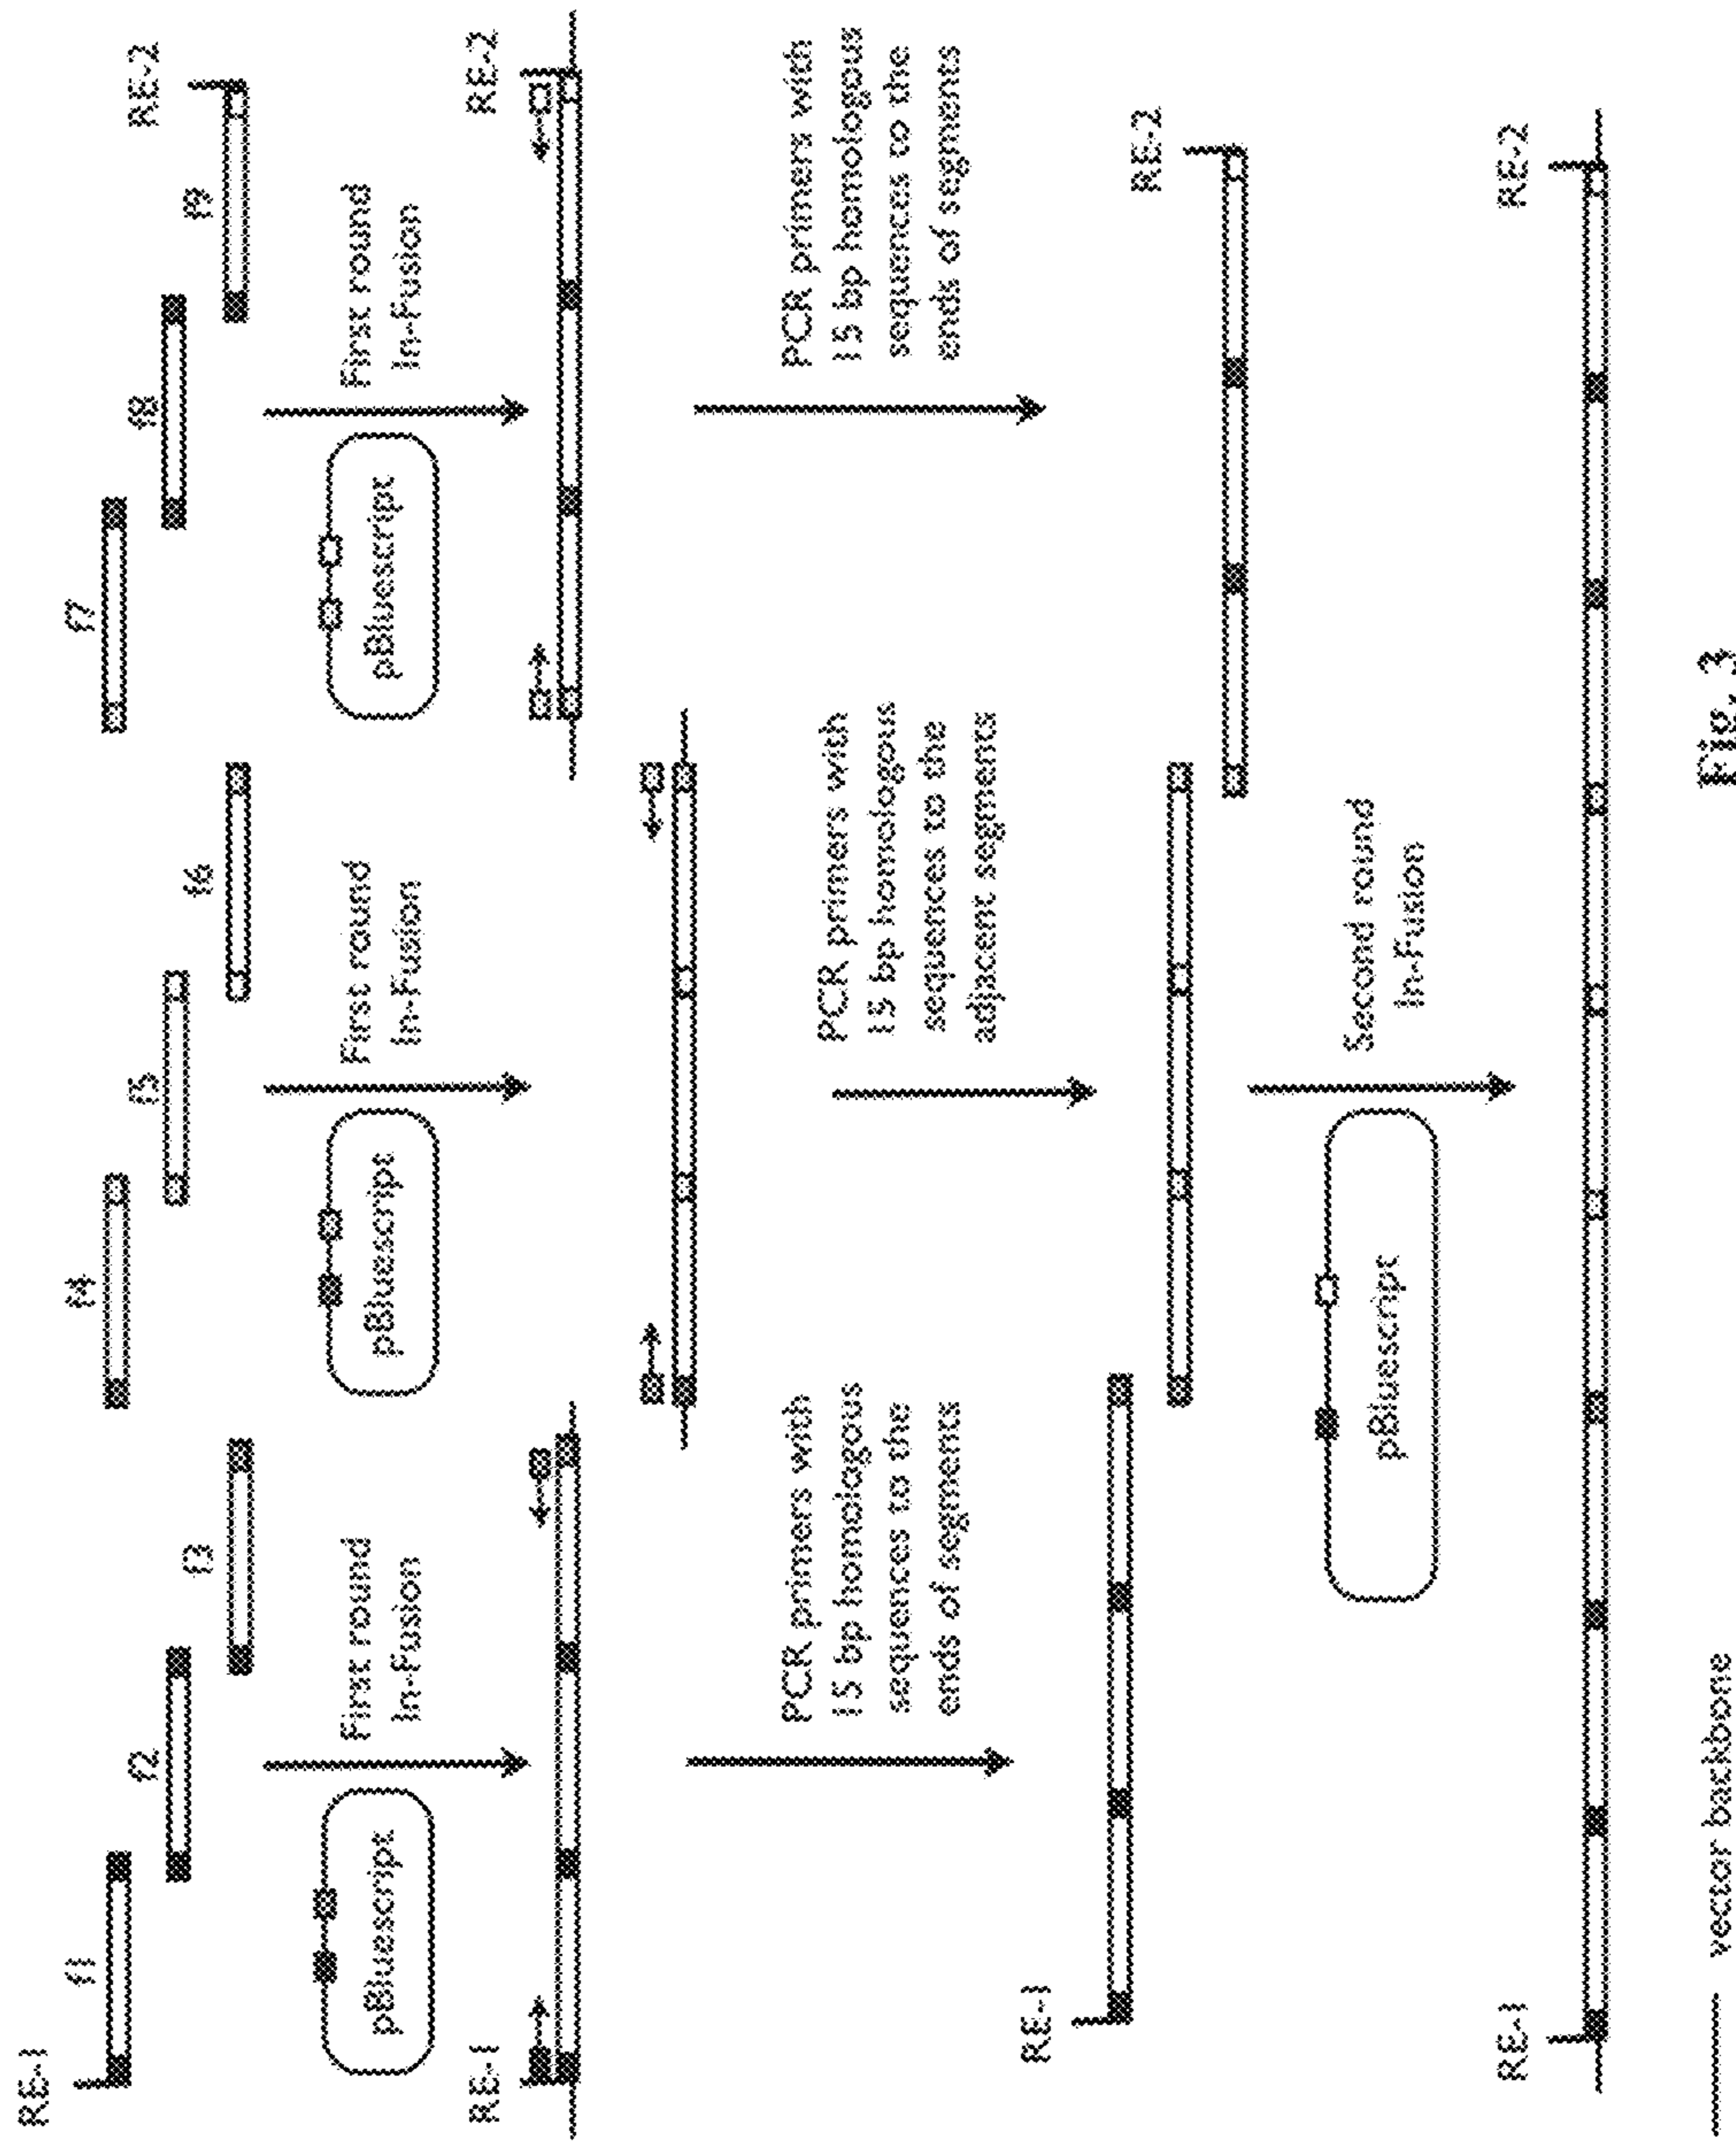 RE-1
f1
f2
f3
f4
f5
f6
f7
f8
f9
RE-2
pBluescript
First round
In-Fusion
pBluescript
First round
In-Fusion
pBluescript
First round
In-Fusion
RE-1
RE-2
PCR primers with
15 bp homologous
sequences to the
ends of segments
PCR primers with
15 bp homologous
sequences to the
adjacent segments
PCR primers with
15 bp homologous
sequences to the
ends of segments
RE-1
RE-2
pBluescript
Second round
In-Fusion
RE-1
RE-2
vector backbone
Fig. 3